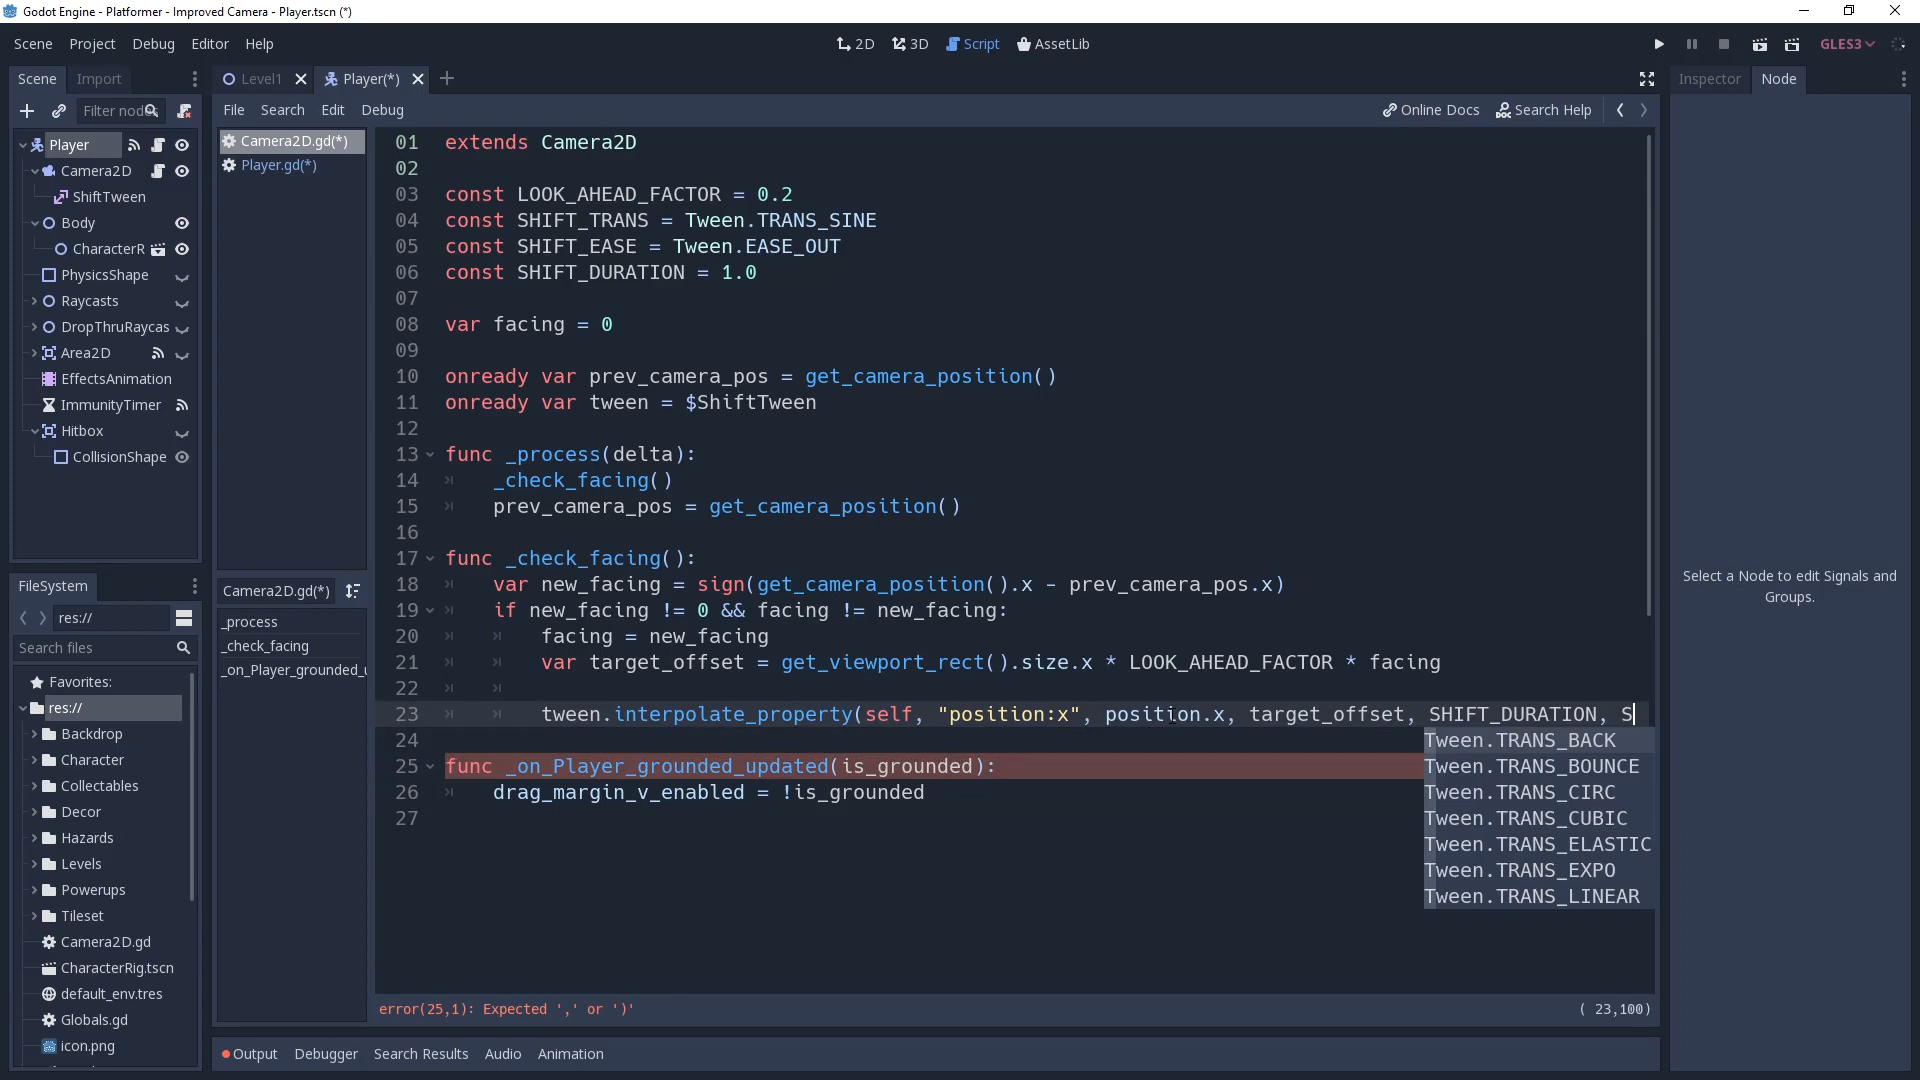 Godot Engine - Platformer - Improved Camera - Player.tscn (*)
Scene Project Debug Editor Help
2D 3D Script AssetLib
GLES3
Scene Import
Level1 Player(*)
Inspector Node
Filter nodes
File Search Edit Debug
Online Docs Search Help
Player
Camera2D
ShiftTween
Body
CharacterR
PhysicsShape
Raycasts
DropThruRaycas
Area2D
EffectsAnimation
ImmunityTimer
Hitbox
CollisionShape
Camera2D.gd(*)
Player.gd(*)
01 extends Camera2D
02
03 const LOOK_AHEAD_FACTOR = 0.2
04 const SHIFT_TRANS = Tween.TRANS_SINE
05 const SHIFT_EASE = Tween.EASE_OUT
06 const SHIFT_DURATION = 1.0
07
08 var facing = 0
09
10 onready var prev_camera_pos = get_camera_position()
11 onready var tween = $ShiftTween
12
13 func _process(delta):
14 _check_facing()
15 prev_camera_pos = get_camera_position()
16
17 func _check_facing():
18 var new_facing = sign(get_camera_position().x - prev_camera_pos.x)
19 if new_facing != 0 && facing != new_facing:
20 facing = new_facing
21 var target_offset = get_viewport_rect().size.x * LOOK_AHEAD_FACTOR * facing
22
23 tween.interpolate_property(self, "position:x", position.x, target_offset, SHIFT_DURATION, S
24
25 func _on_Player_grounded_updated(is_grounded):
26 drag_margin_v_enabled = !is_grounded
27
Tween.TRANS_BACK
Tween.TRANS_BOUNCE
Tween.TRANS_CIRC
Tween.TRANS_CUBIC
Tween.TRANS_ELASTIC
Tween.TRANS_EXPO
Tween.TRANS_LINEAR
Select a Node to edit Signals and
Groups.
FileSystem
res://
Search files
Favorites:
res://
Backdrop
Character
Collectables
Decor
Hazards
Levels
Powerups
Tileset
Camera2D.gd
CharacterRig.tscn
default_env.tres
Globals.gd
icon.png
Camera2D.gd(*)
_process
_check_facing
_on_Player_grounded_u
error(25,1): Expected ',' or ')'
( 23,100)
Output Debugger Search Results Audio Animation